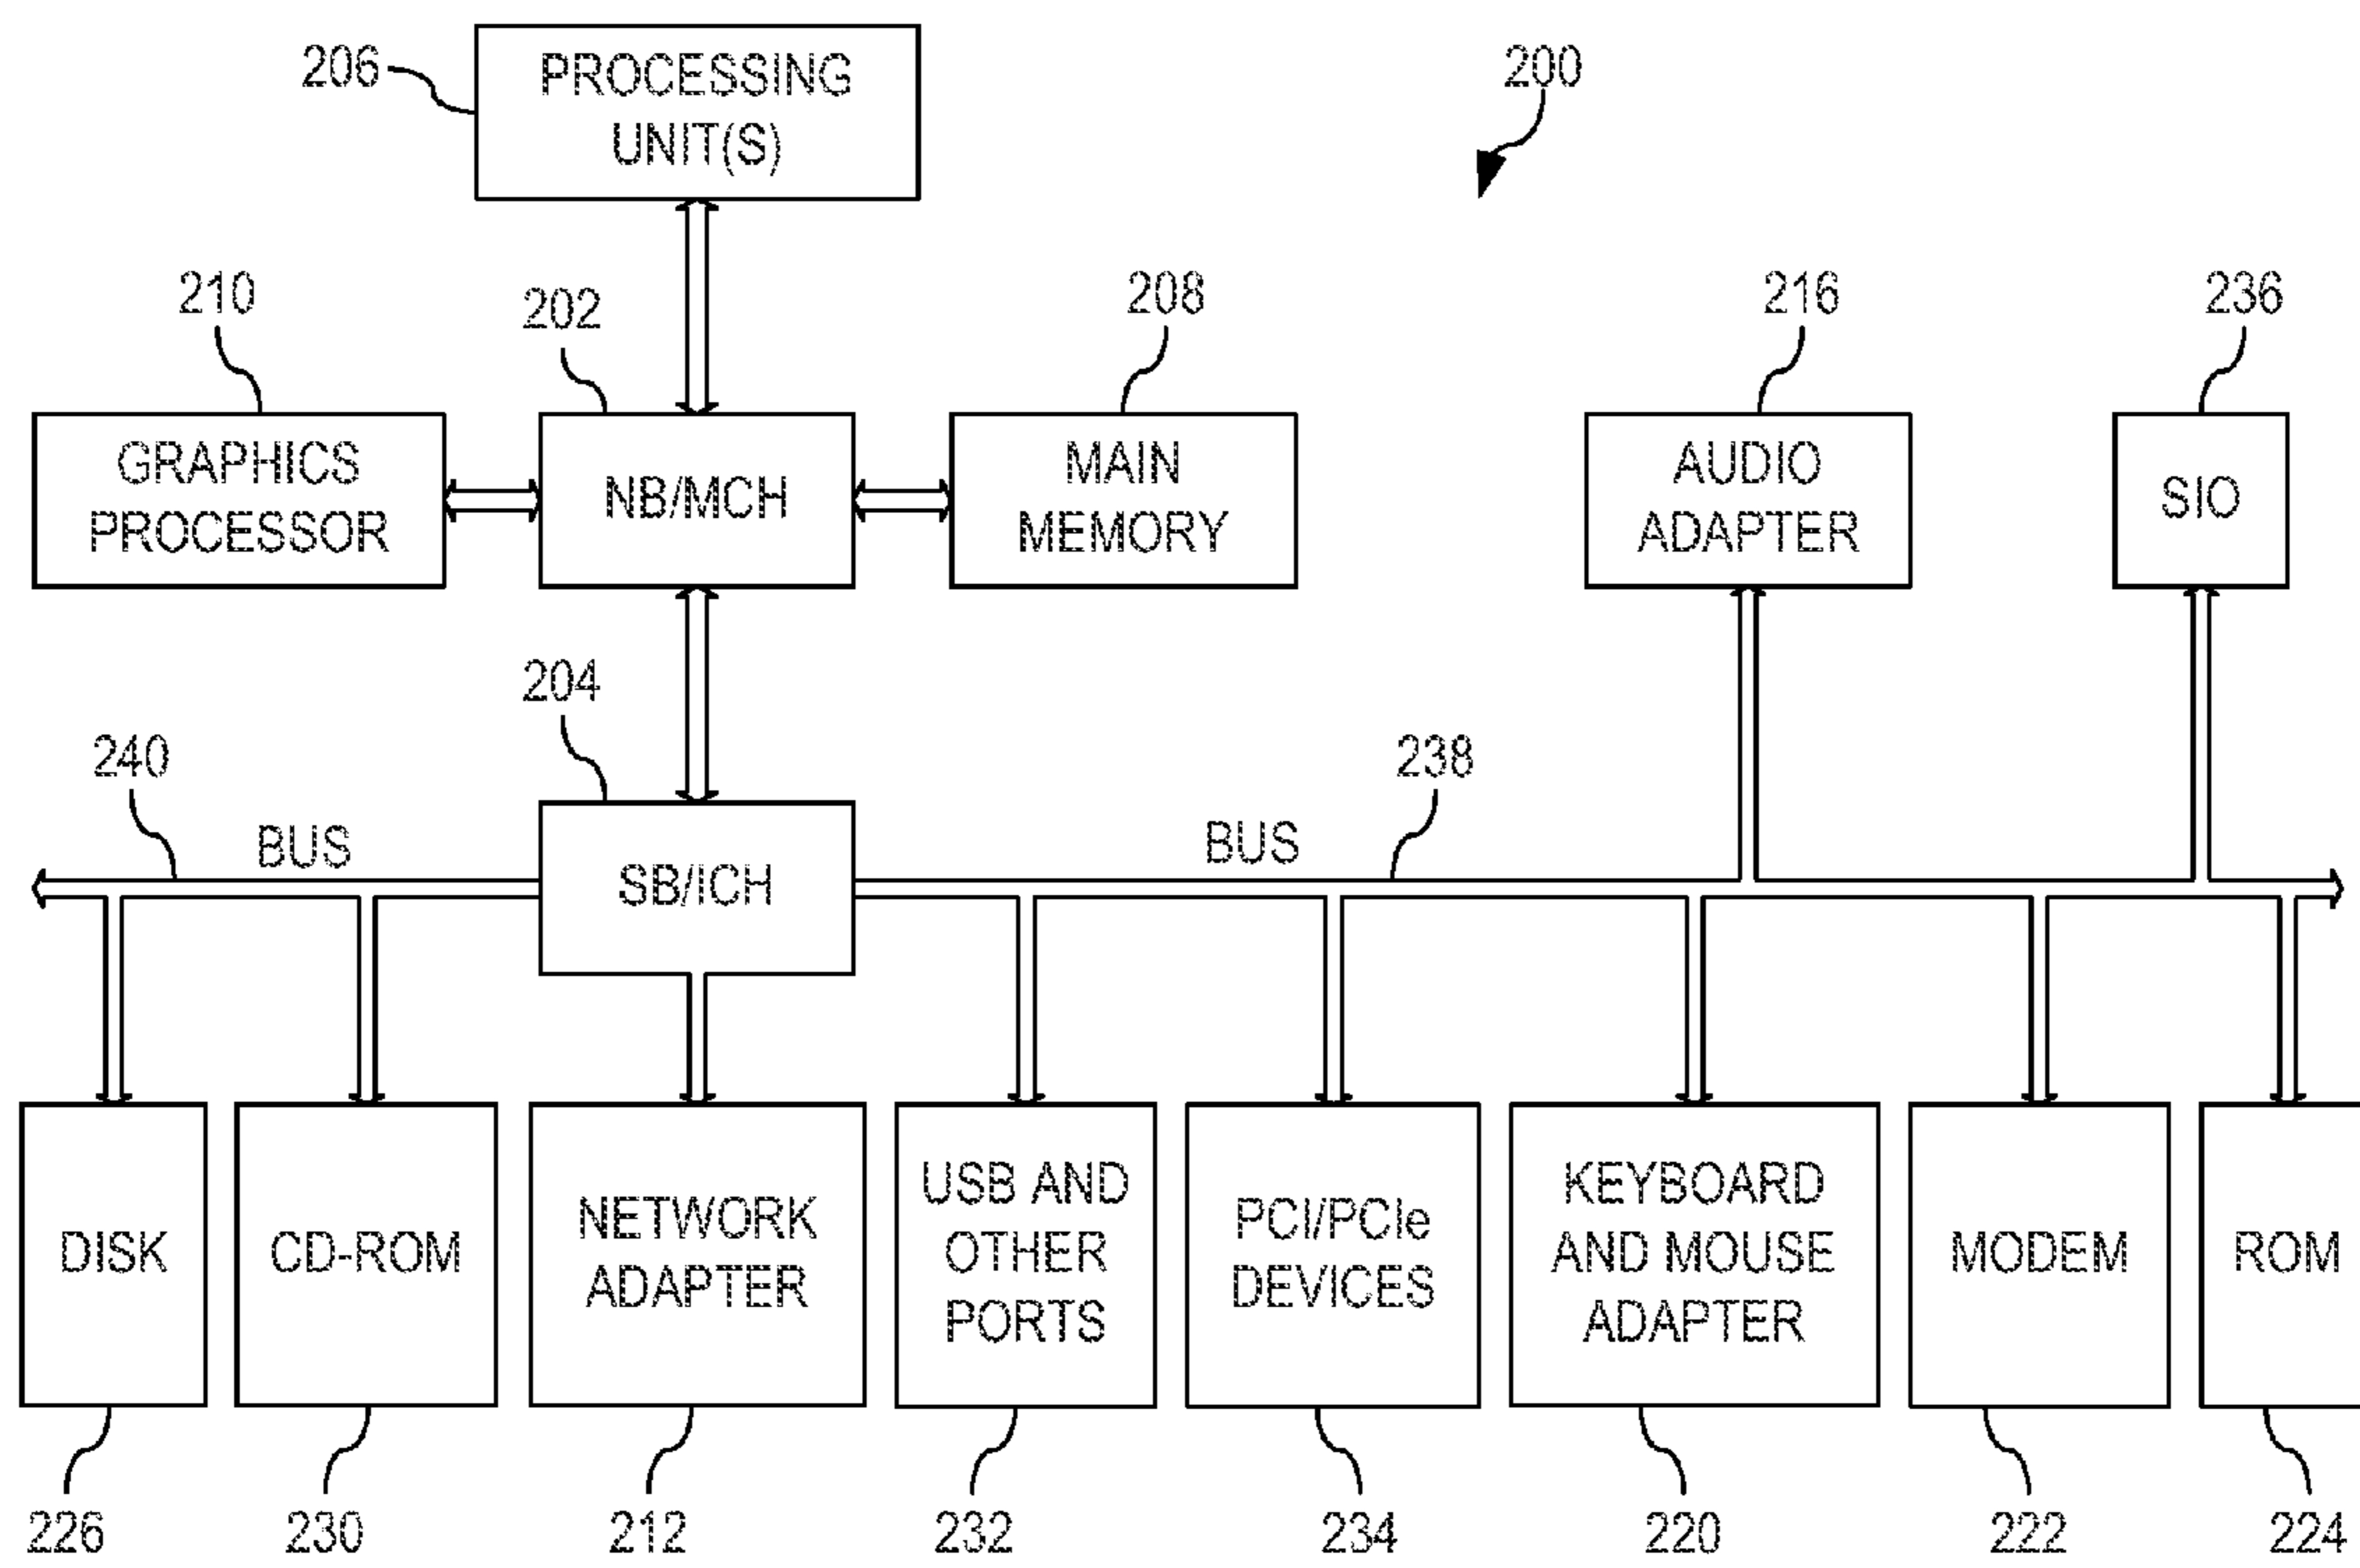 206
PROCESSING
UNIT(S)
200
210
202
208
216
236
GRAPHICS
PROCESSOR
NB/MCH
MAIN
MEMORY
AUDIO
ADAPTER
SIO
204
240
238
BUS
SB/ICH
BUS
DISK
CD-ROM
NETWORK
ADAPTER
USB AND
OTHER
PORTS
PCI/PCIe
DEVICES
KEYBOARD
AND MOUSE
ADAPTER
MODEM
ROM
226
230
212
232
234
220
222
224